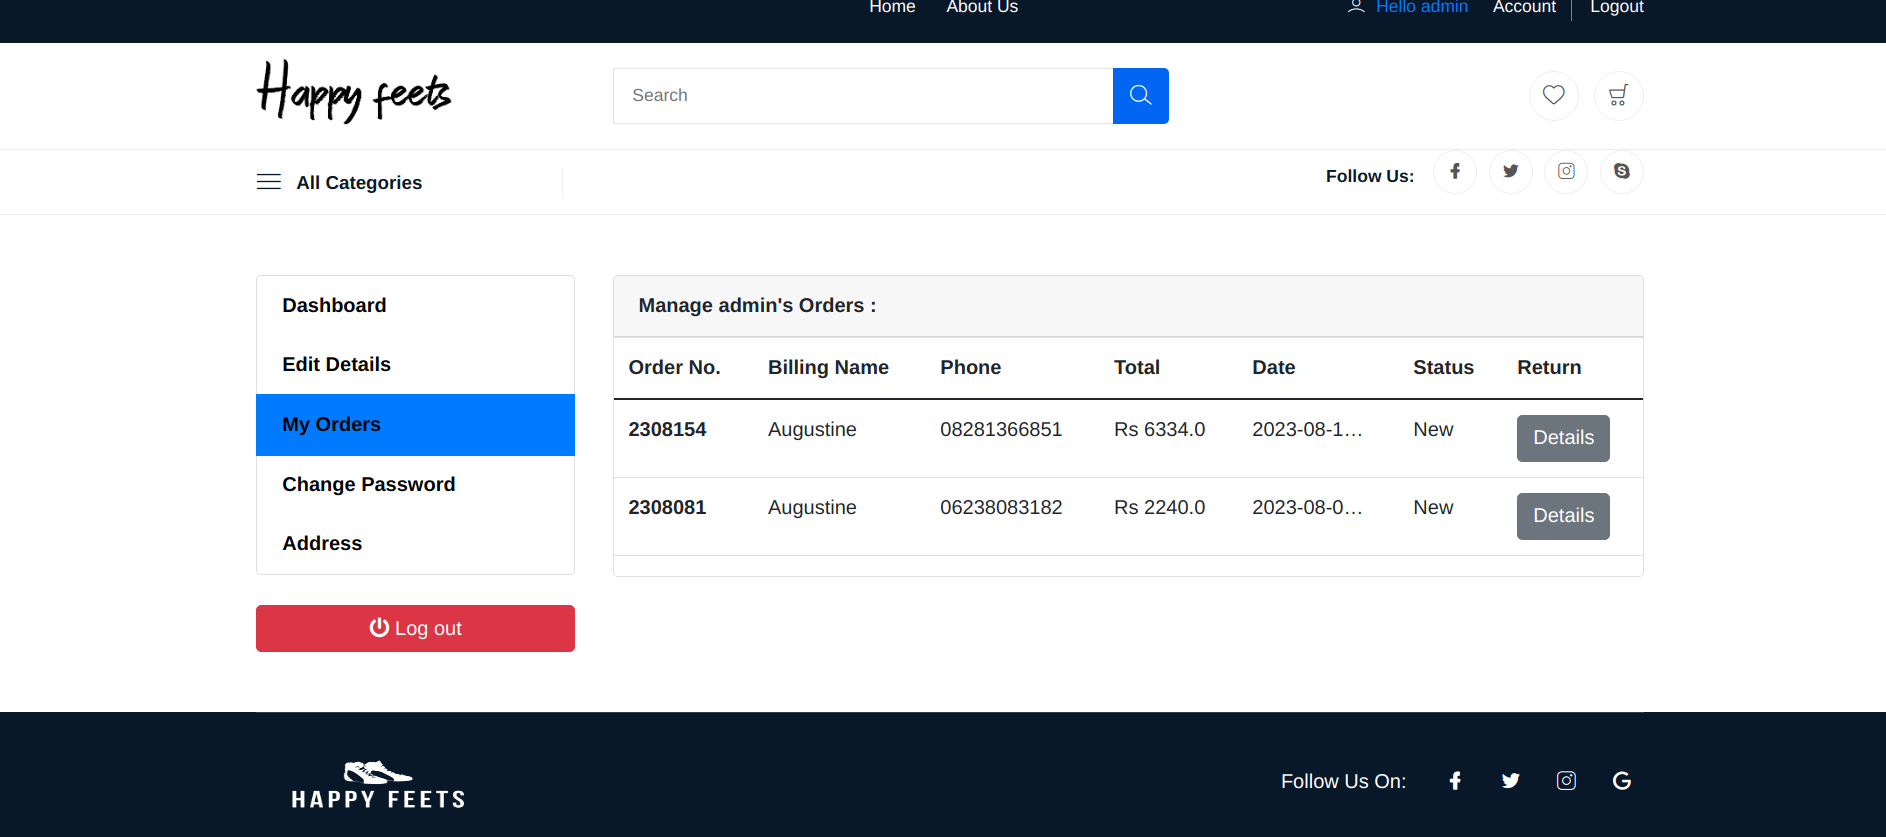 Home About Us Hello admin Account Logout
Happy feets
Search
All Categories
Follow Us:
Dashboard
Edit Details
My Orders
Change Password
Address
Log out
Manage admin's Orders :
Order No. Billing Name Phone Total Date Status Return
2308154 Augustine 08281366851 Rs 6334.0 2023-08-1… New Details
2308081 Augustine 06238083182 Rs 2240.0 2023-08-0… New Details
HAPPY FEETS
Follow Us On: